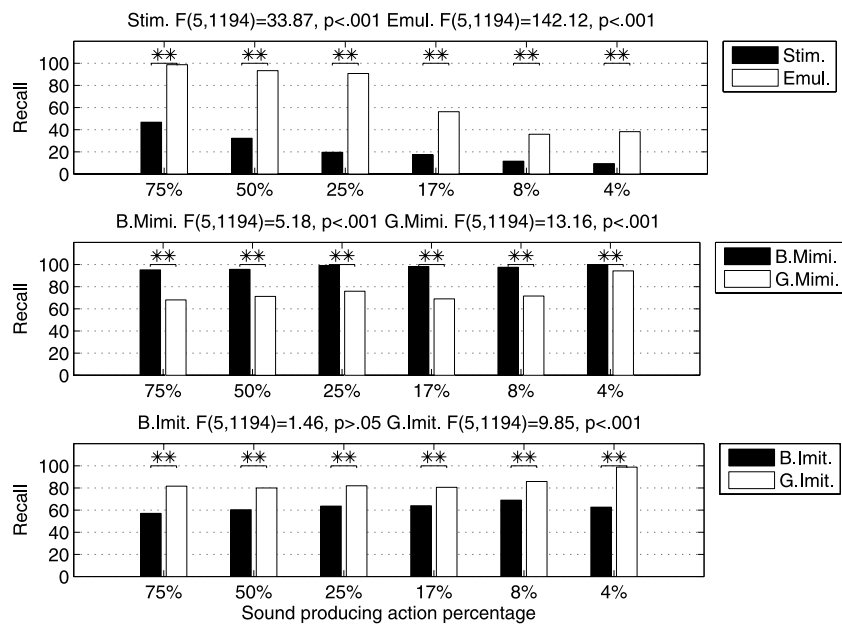 Stim. F(5,1194)=33.87, p<.001 Emul. F(5,1194)=142.12, p<.001
** ** ** ** ** **
Stim.
Emul.
Recall
100
80
60
40
20
0
75% 50% 25% 17% 8% 4%
B.Mimi. F(5,1194)=5.18, p<.001 G.Mimi. F(5,1194)=13.16, p<.001
** ** ** ** ** **
B.Mimi.
G.Mimi.
Recall
100
80
60
40
20
0
75% 50% 25% 17% 8% 4%
B.Imit. F(5,1194)=1.46, p>.05 G.Imit. F(5,1194)=9.85, p<.001
** ** ** ** ** **
B.Imit.
G.Imit.
Recall
100
80
60
40
20
0
75% 50% 25% 17% 8% 4%
Sound producing action percentage